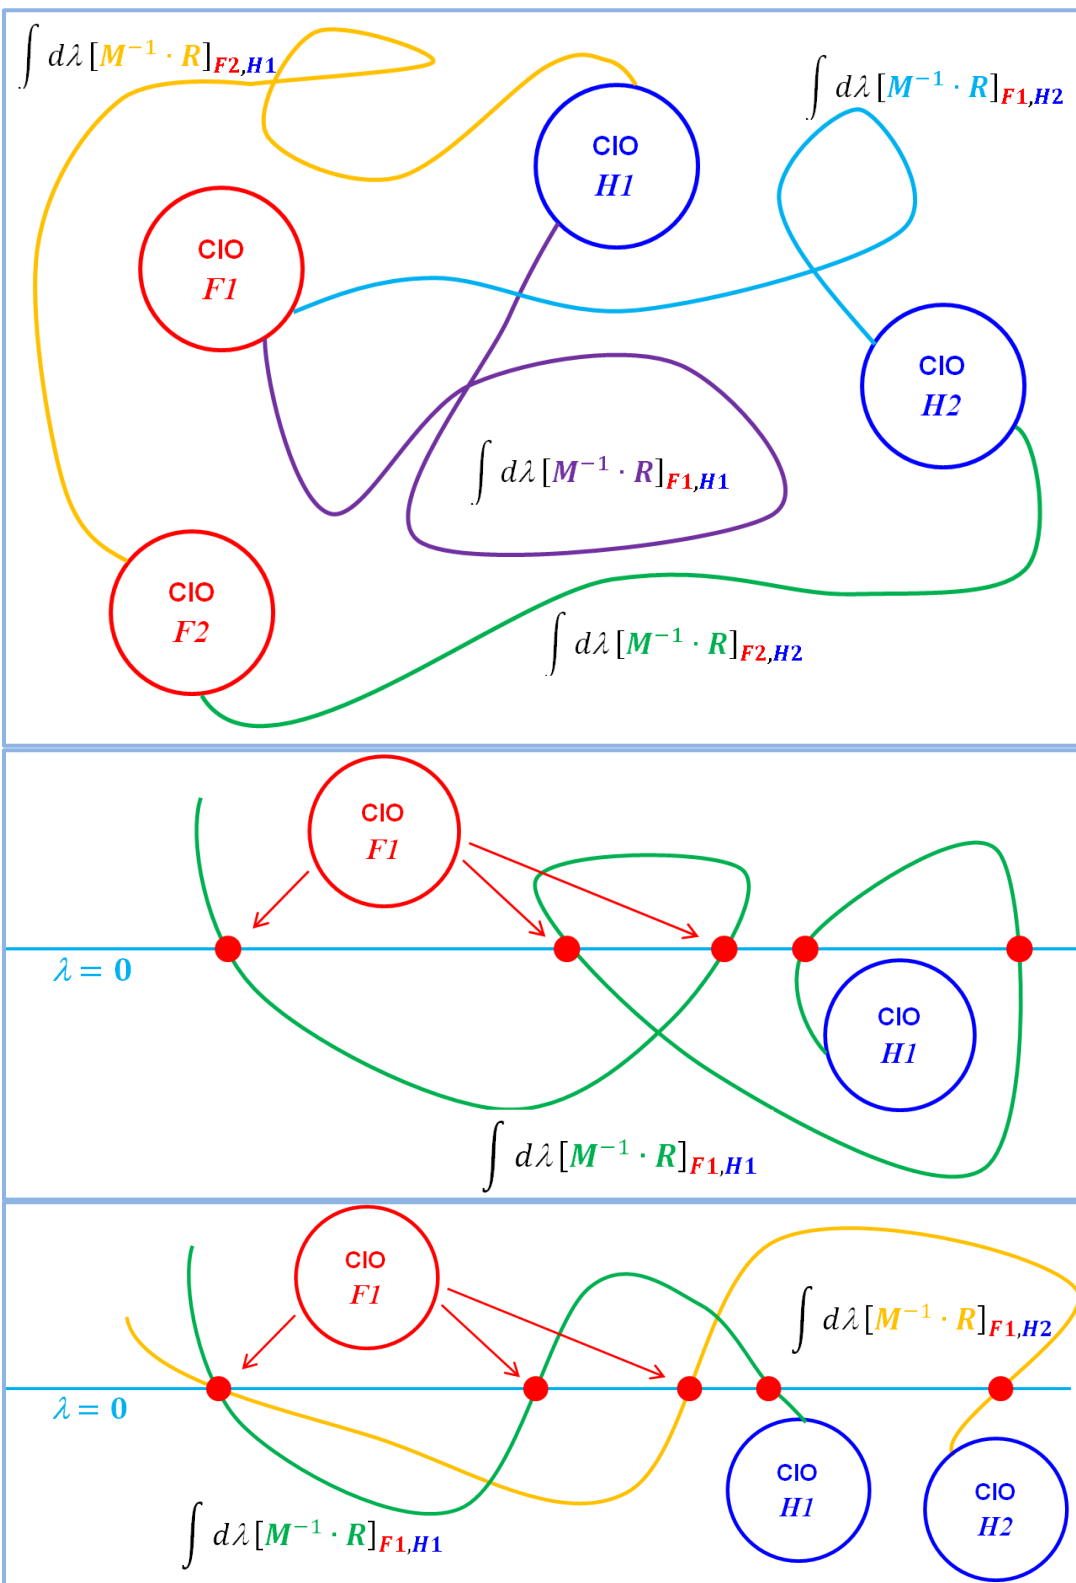 ∫ dλ [M⁻¹ · R]F2,H1
∫ dλ [M⁻¹ · R]F1,H2
CIO
H1
CIO
F1
CIO
H2
∫ dλ [M⁻¹ · R]F1,H1
CIO
F2
∫ dλ [M⁻¹ · R]F2,H2
CIO
F1
λ = 0
CIO
H1
∫ dλ [M⁻¹ · R]F1,H1
CIO
F1
∫ dλ [M⁻¹ · R]F1,H2
λ = 0
CIO
H1
CIO
H2
∫ dλ [M⁻¹ · R]F1,H1